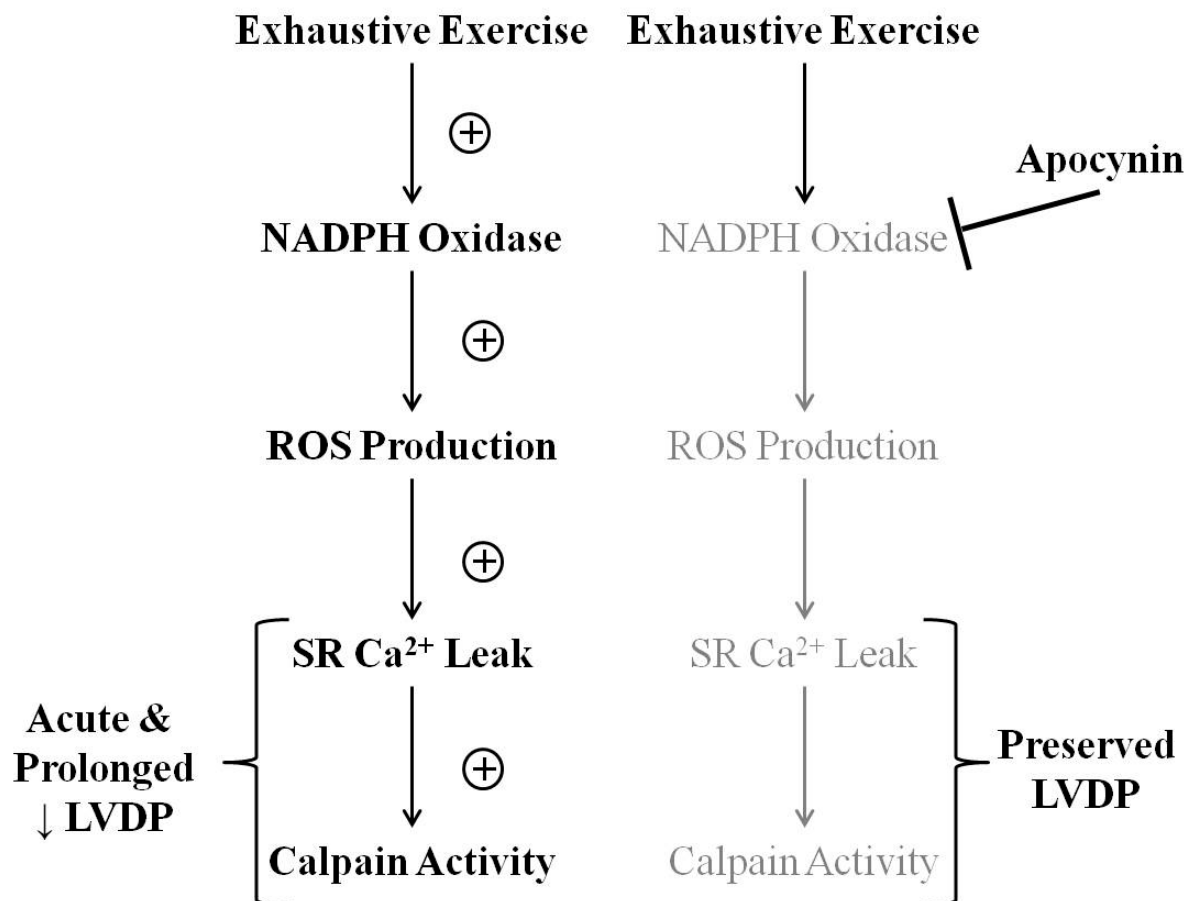 Exhaustive Exercise
⊕
NADPH Oxidase
⊕
ROS Production
⊕
SR Ca²⁺ Leak
⊕
Calpain Activity
Acute &
Prolonged
↓ LVDP
Exhaustive Exercise
Apocynin
NADPH Oxidase
ROS Production
SR Ca²⁺ Leak
Calpain Activity
Preserved
LVDP